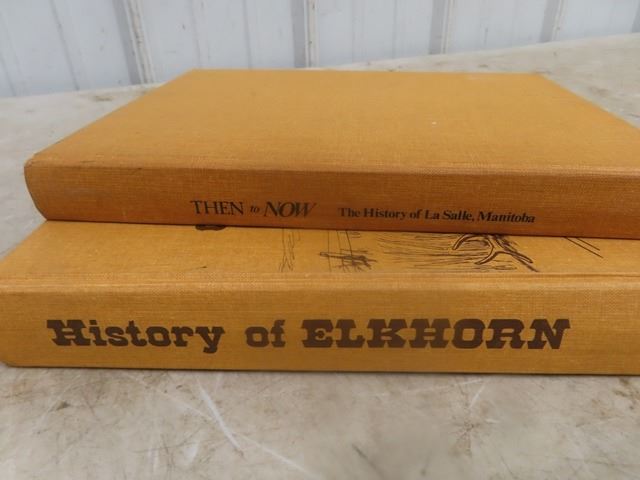 THEN to NOW The History of La Salle, Manitoba
History of ELKHORN